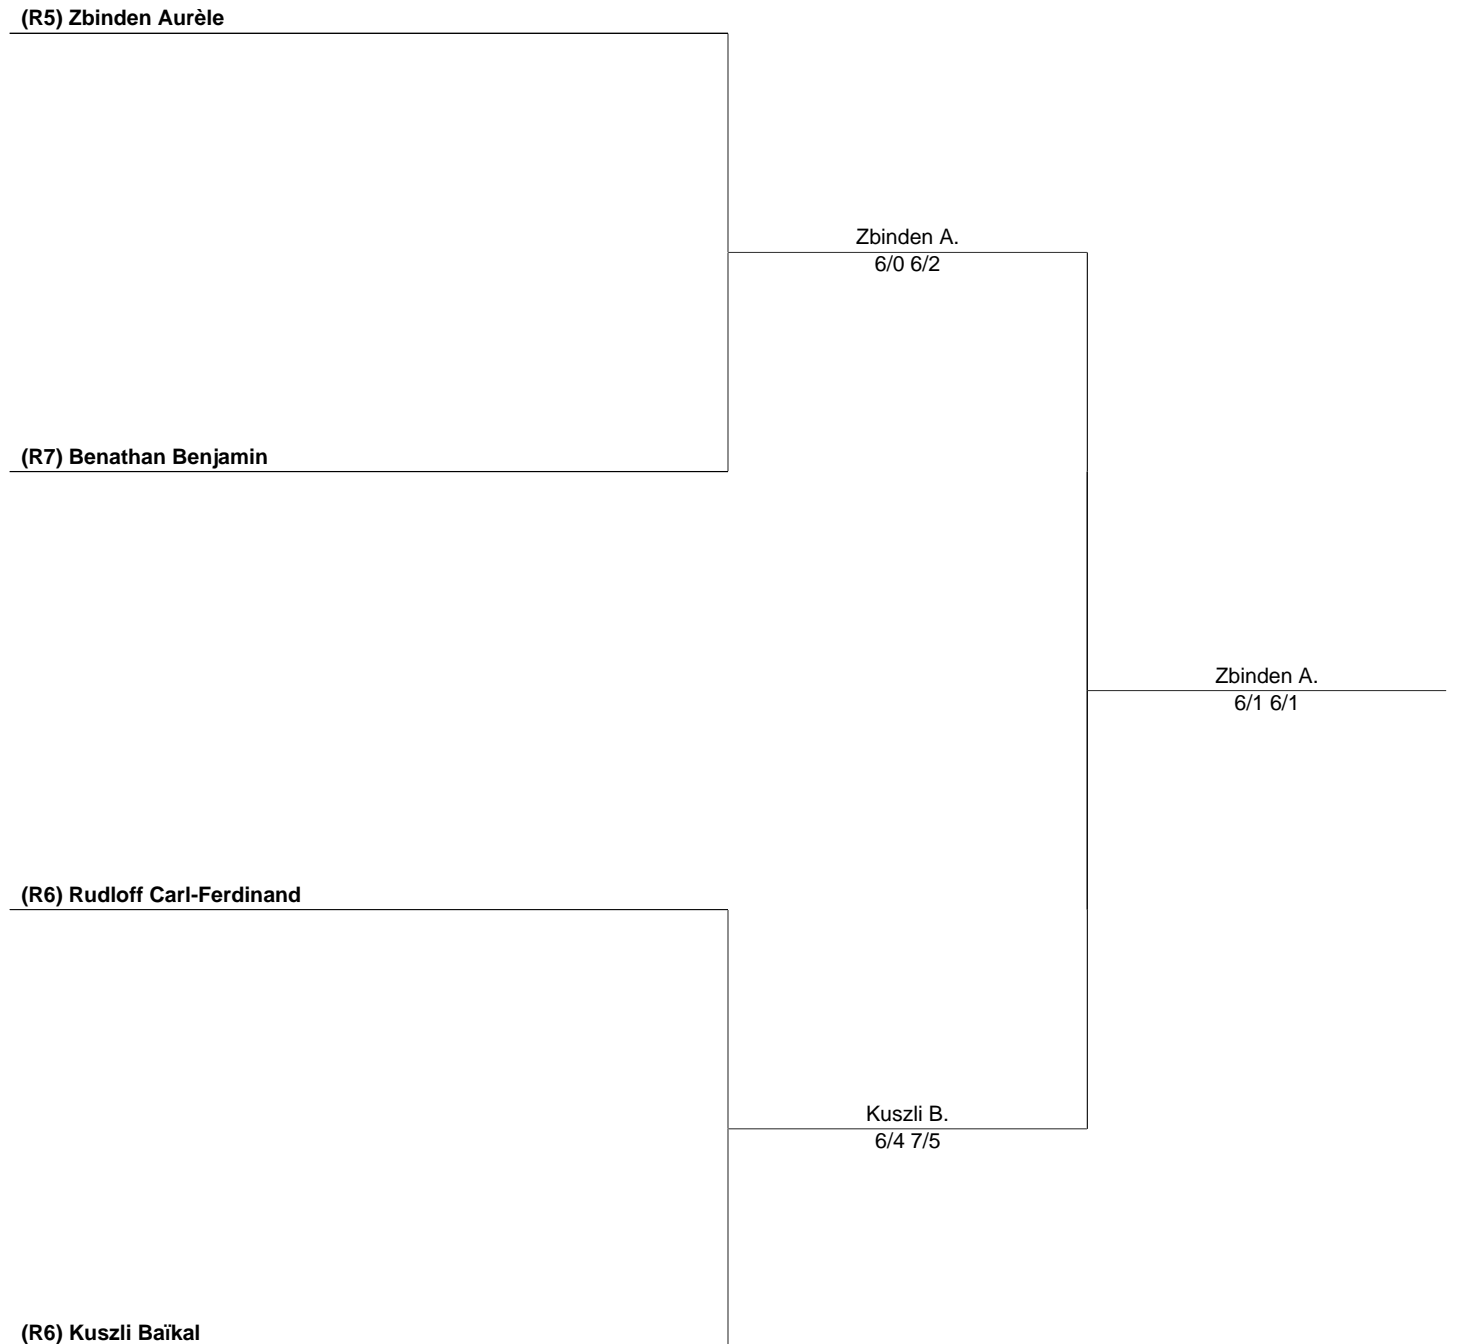 (R5) Zbinden Aurèle
Zbinden A.
6/0 6/2
(R7) Benathan Benjamin
Zbinden A.
6/1 6/1
(R6) Rudloff Carl-Ferdinand
Kuszli B.
6/4 7/5
(R6) Kuszli Baïkal